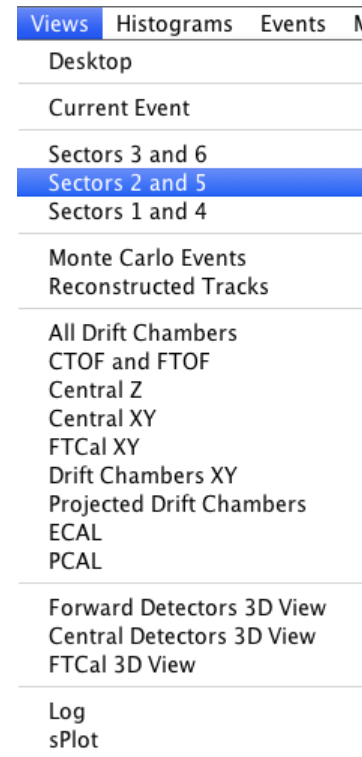 Views Histograms Events
Desktop
Current Event
Sectors 3 and 6
Sectors 2 and 5
Sectors 1 and 4
Monte Carlo Events
Reconstructed Tracks
All Drift Chambers
CTOF and FTOF
Central Z
Central XY
FTCal XY
Drift Chambers XY
Projected Drift Chambers
ECAL
PCAL
Forward Detectors 3D View
Central Detectors 3D View
FTCal 3D View
Log
sPlot